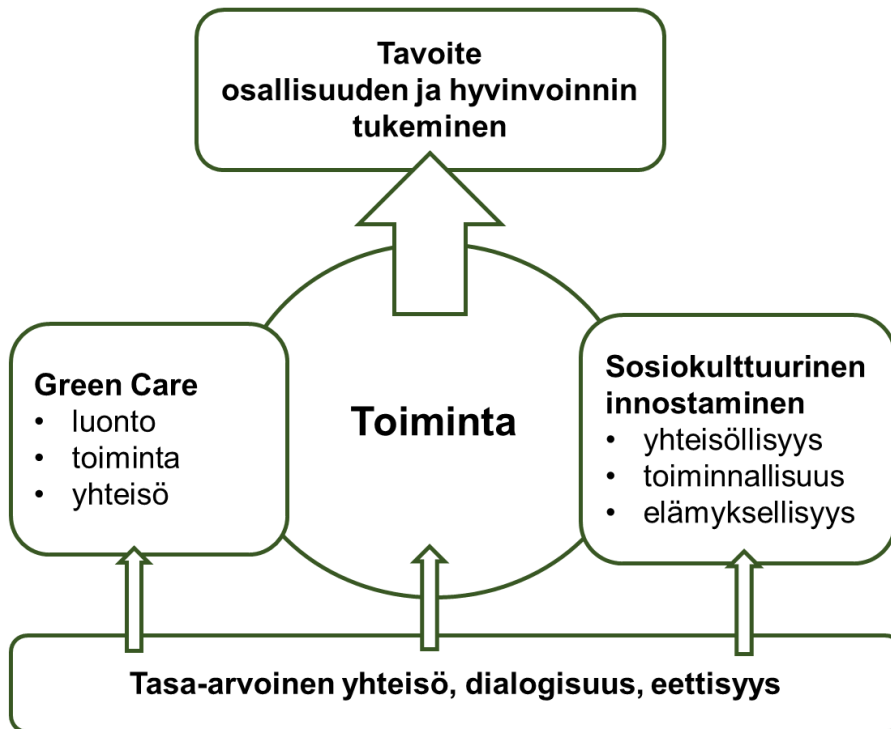 Tavoite
osallisuuden ja hyvinvoinnin
tukeminen
Green Care
• luonto
• toiminta
• yhteisö
Toiminta
Sosiokulttuurinen
innostaminen
• yhteisöllisyys
• toiminnallisuus
• elämyksellisyys
Tasa-arvoinen yhteisö, dialogisuus, eettisyys